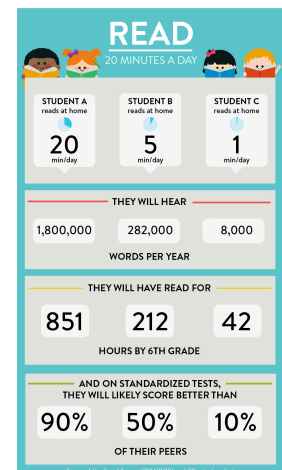 READ
20 MINUTES A DAY
STUDENT A STUDENT B STUDENT C
reads at home reads at home reads at home
20 5 1
min/day min/day min/day
THEY WILL HEAR
1,800,000 282,000 8,000
WORDS PER YEAR
THEY WILL HAVE READ FOR
851 212 42
HOURS BY 6TH GRADE
AND ON STANDARDIZED TESTS,
THEY WILL LIKELY SCORE BETTER THAN
90% 50% 10%
OF THEIR PEERS